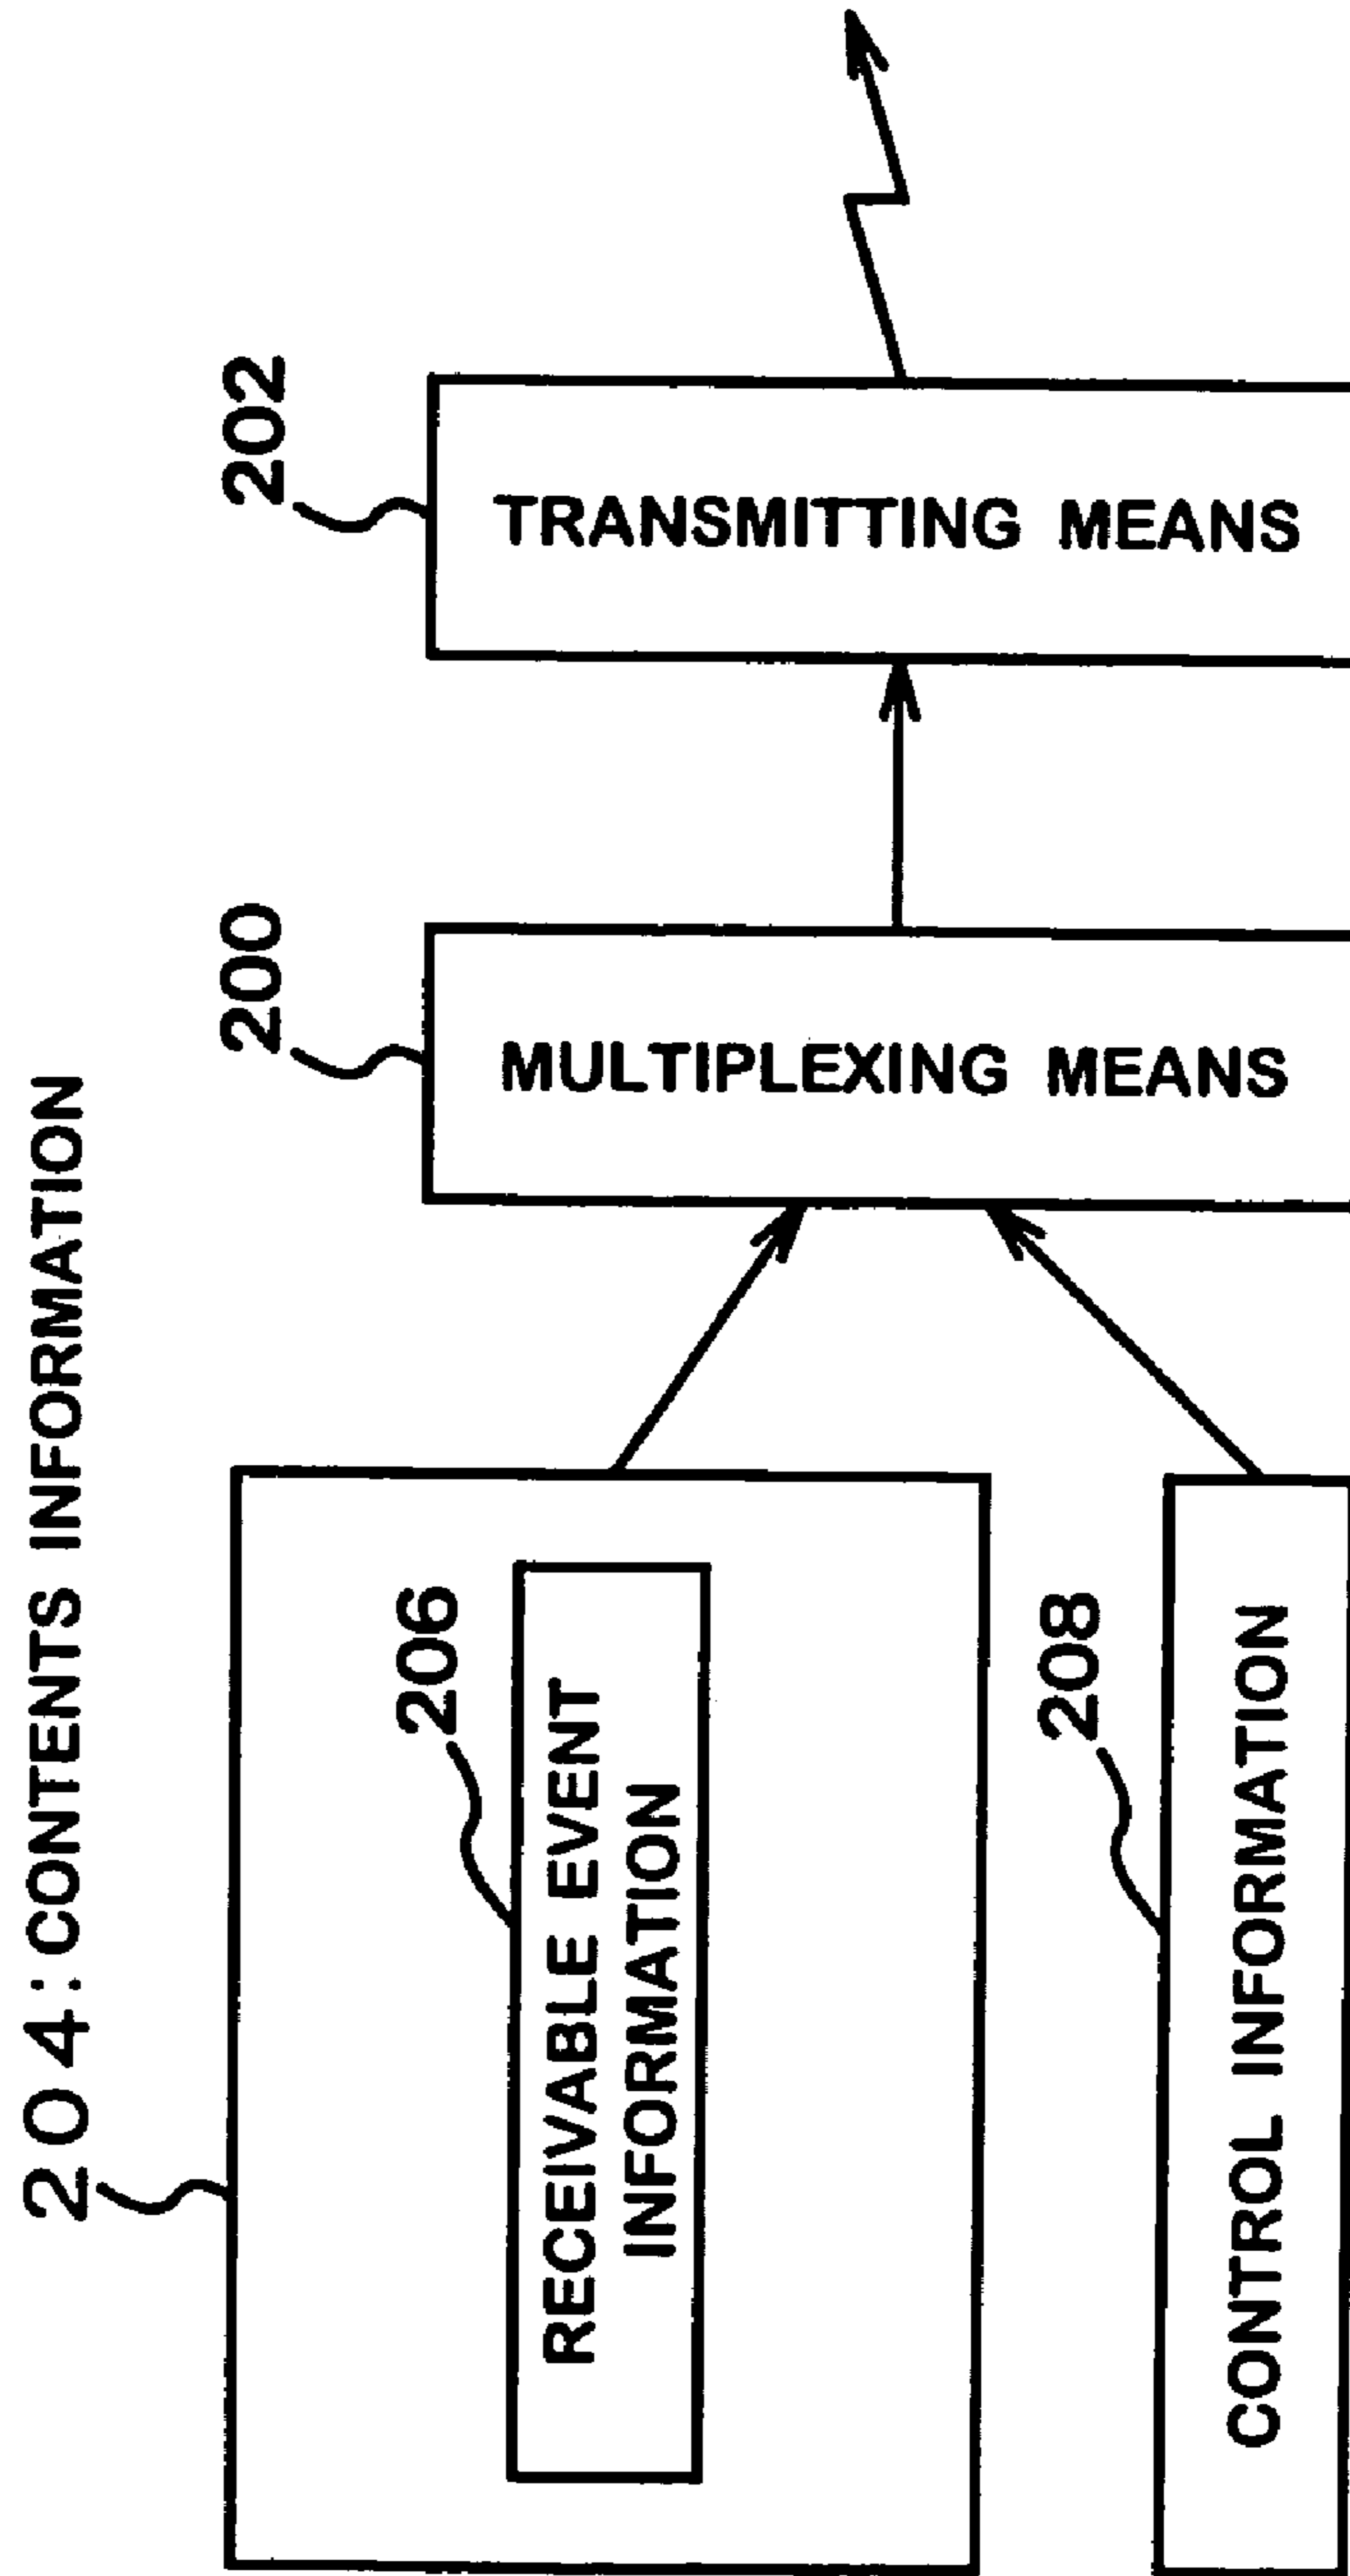 204:CONTENTS INFORMATION
206
RECEIVABLE EVENT
INFORMATION
208
CONTROL INFORMATION
200
MULTIPLEXING MEANS
202
TRANSMITTING MEANS